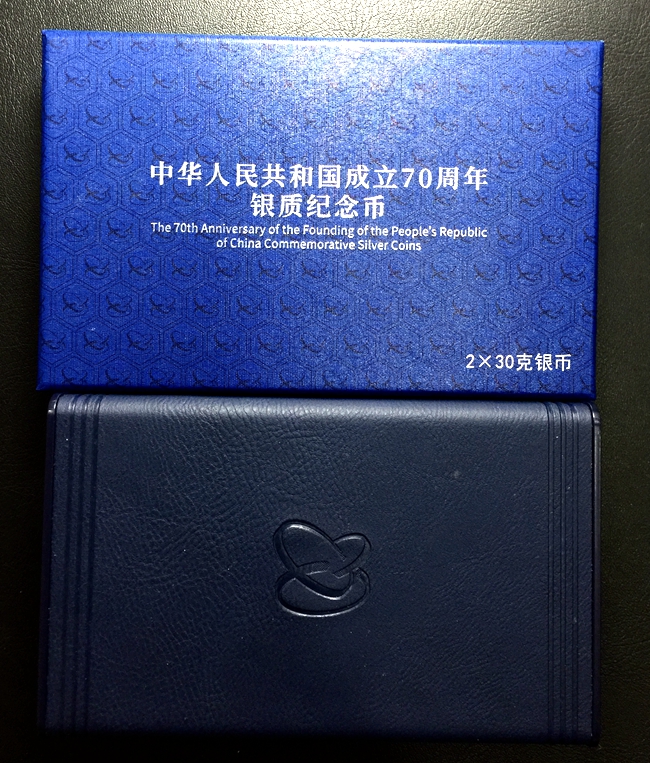 中华人民共和国成立70周年
银质纪念币
The 70th Anniversary of the Founding of the People's Republic
of China Commemorative Silver Coins
2×30克银币